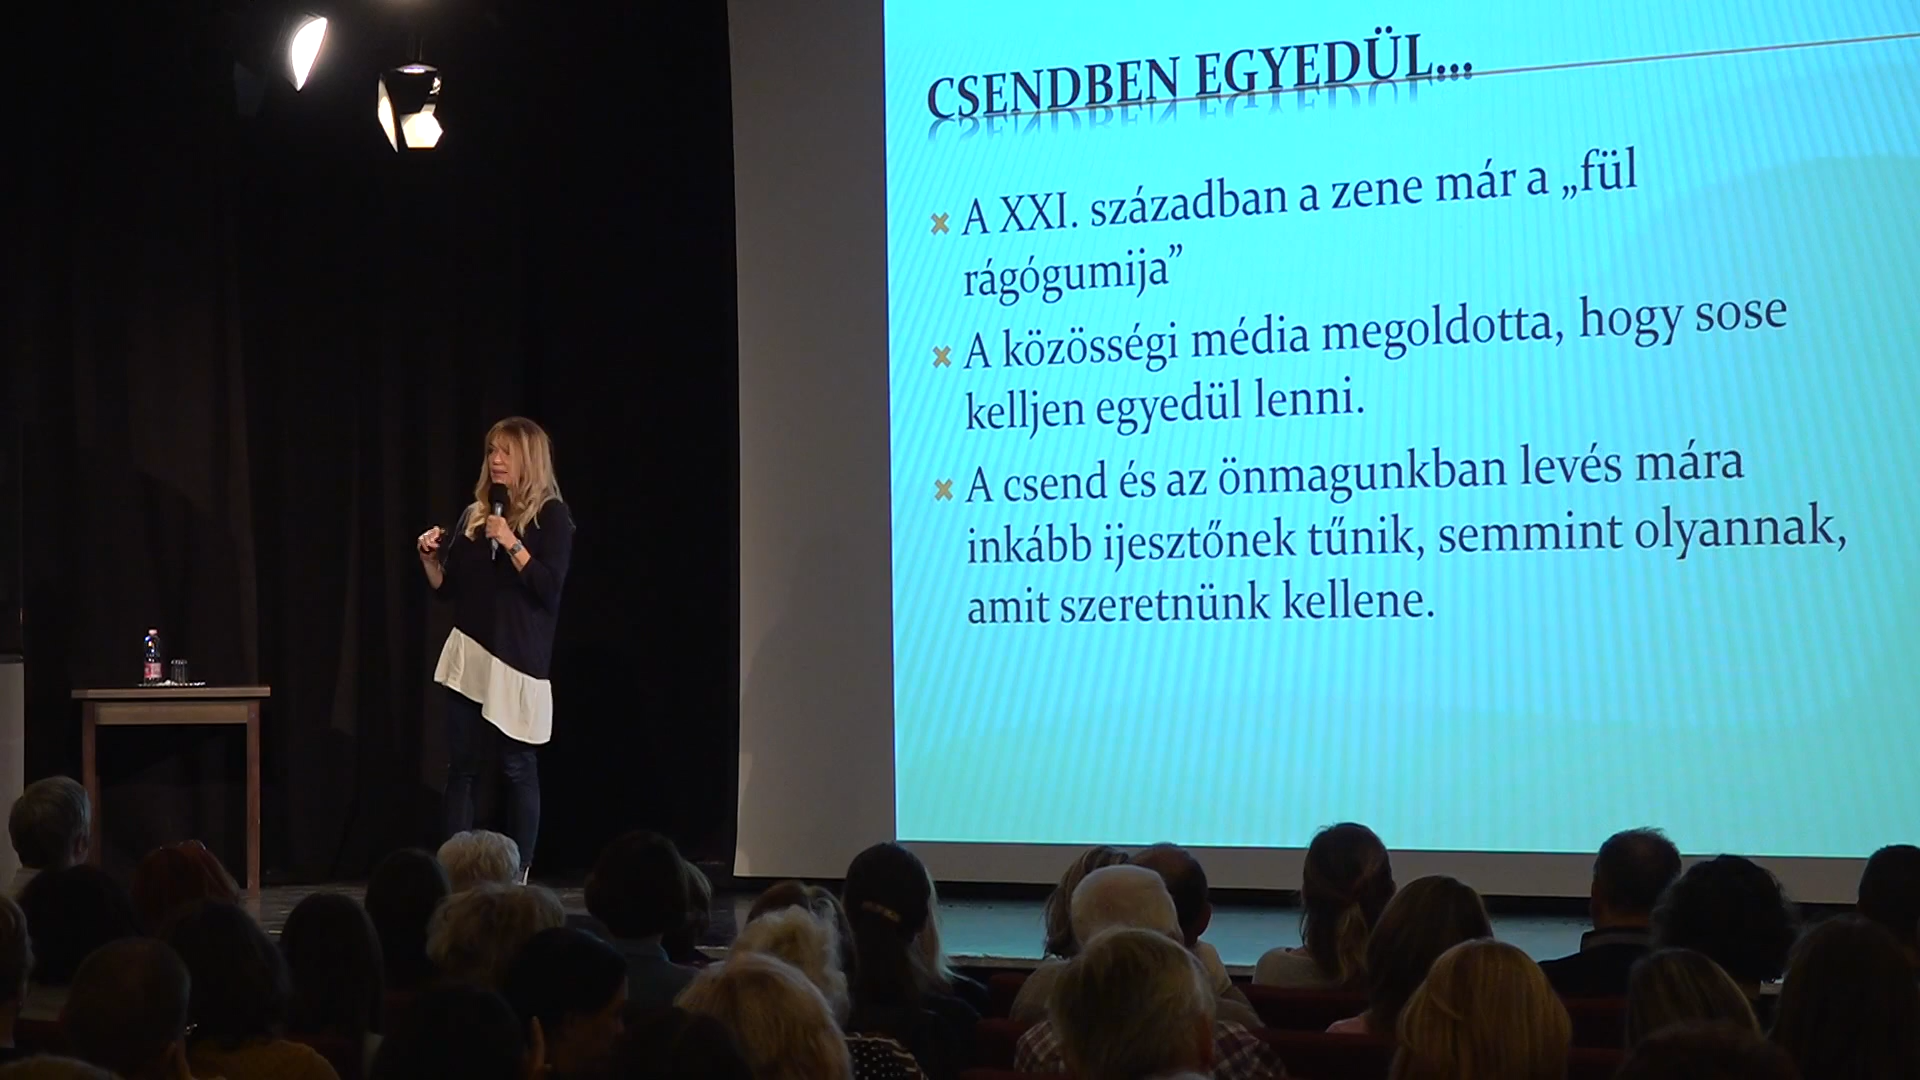 CSENDBEN EGYEDÜL...
A XXI. században a zene már a „fül
rágógumija”
A közösségi média megoldotta, hogy sose
kelljen egyedül lenni.
A csend és az önmagunkban levés mára
inkább ijesztőnek tűnik, semmint olyannak,
amit szeretnünk kellene.